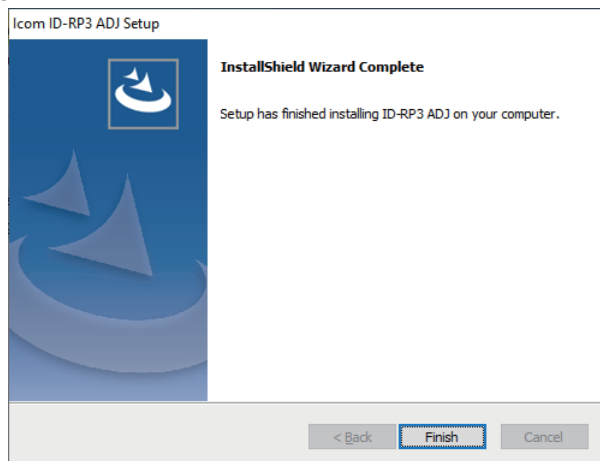 Icom ID-RP3 ADJ Setup
InstallShield Wizard Complete
Setup has finished installing ID-RP3 ADJ on your computer.
< Back
Finish
Cancel